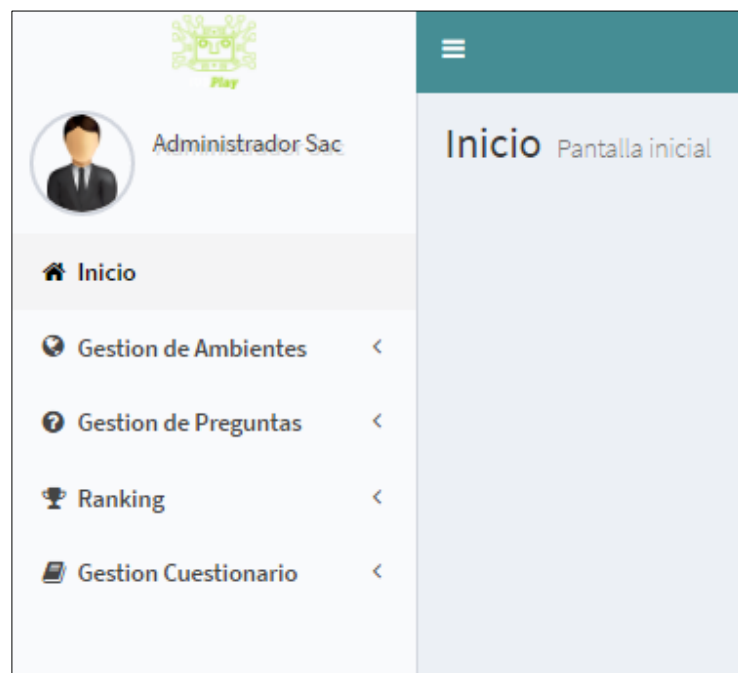 Play
Administrador Sac
Inicio
Gestion de Ambientes
Gestion de Preguntas
Ranking
Gestion Cuestionario
Inicio Pantalla inicial